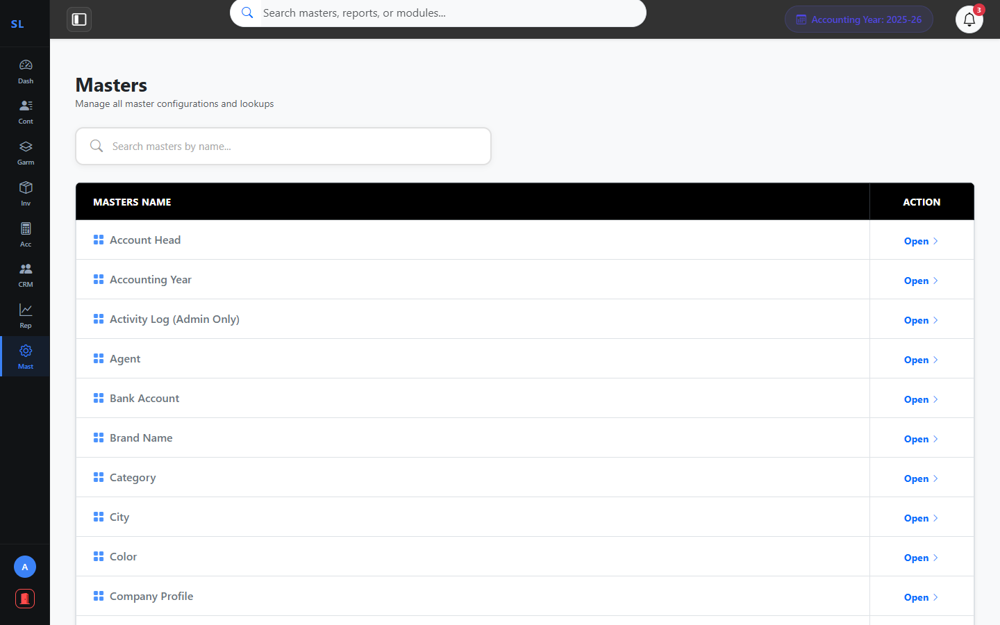 SL
Search masters, reports, or modules...
Accounting Year: 2025-26
3
Dash
Cont
Garm
Inv
Acc
CRM
Rep
Mast
A
Masters
Manage all master configurations and lookups
Search masters by name...
MASTERS NAME ACTION
Account Head Open
Accounting Year Open
Activity Log (Admin Only) Open
Agent Open
Bank Account Open
Brand Name Open
Category Open
City Open
Color Open
Company Profile Open